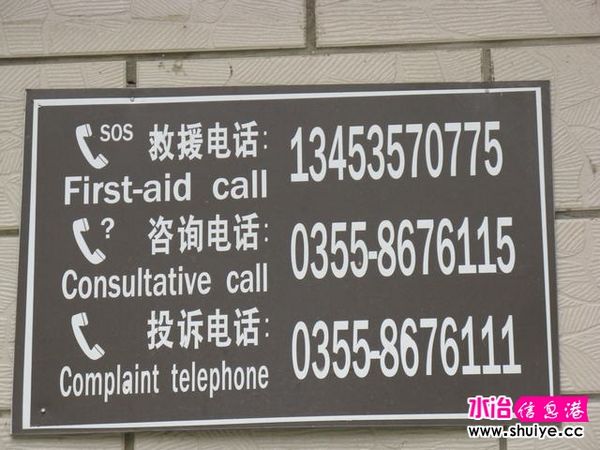 SOS 救援电话: 13453570775
First-aid call
? 咨询电话: 0355-8676115
Consultative call
投诉电话: 0355-8676111
Complaint telephone
水冶信息港
www.shuiye.cc